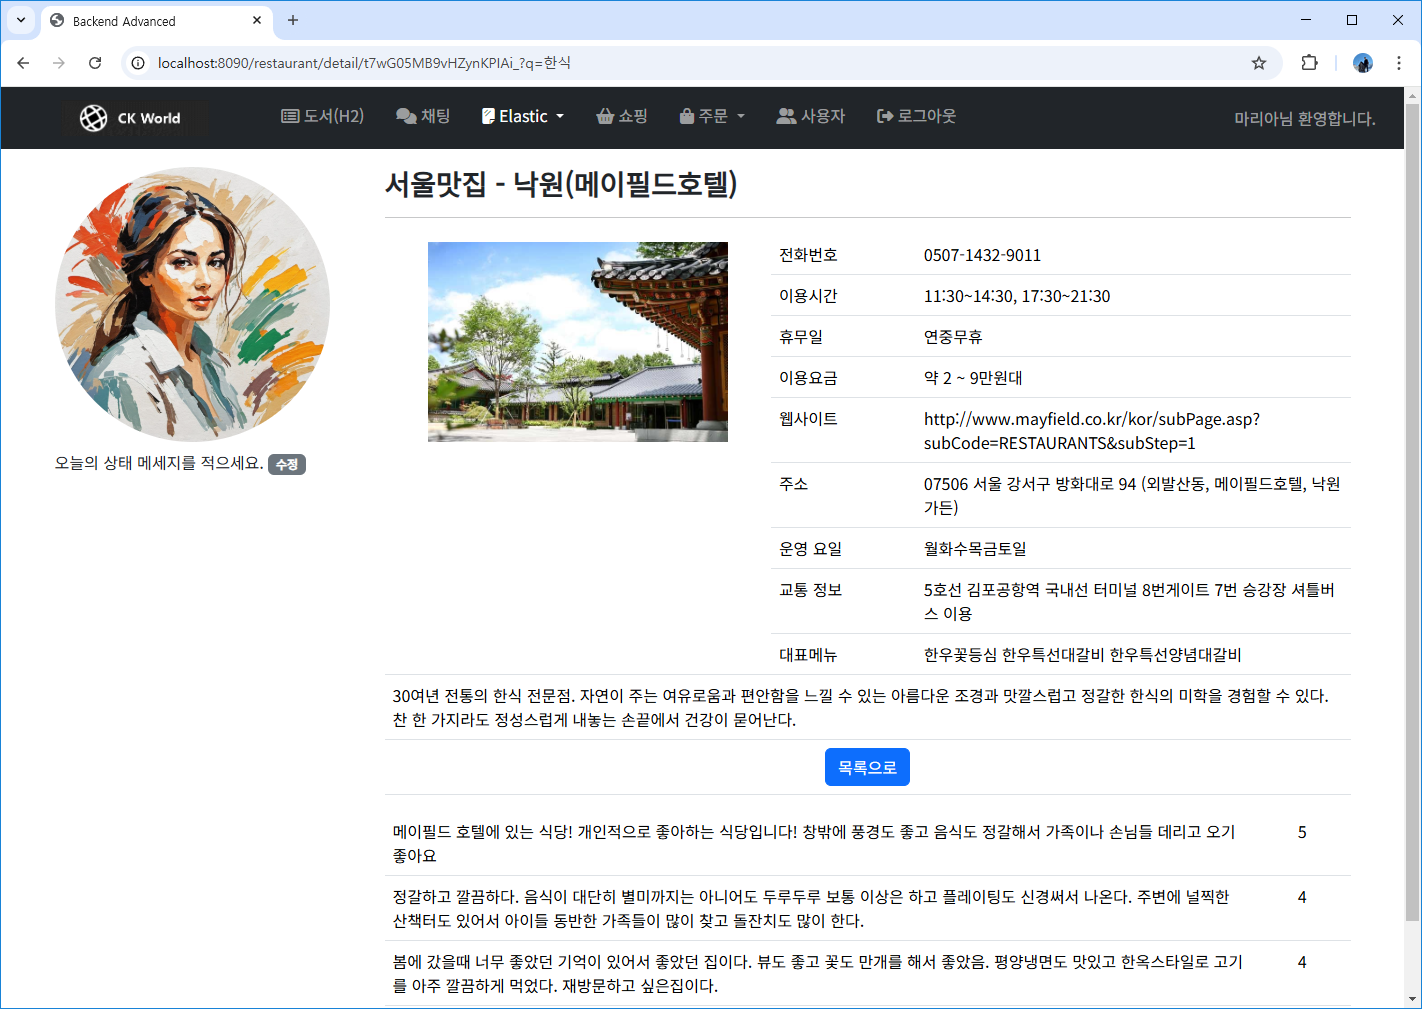 Backend Advanced
localhost:8090/restaurant/detail/t7wG05MB9vHZynKPIAi_?q=한식
CK World
도서(H2)
채팅
Elastic
쇼핑
주문
사용자
로그아웃
마리아님 환영합니다.
오늘의 상태 메세지를 적으세요. 수정
서울맛집 - 낙원(메이필드호텔)
전화번호 0507-1432-9011
이용시간 11:30~14:30, 17:30~21:30
휴무일 연중무휴
이용요금 약 2 ~ 9만원대
웹사이트 http://www.mayfield.co.kr/kor/subPage.asp?
subCode=RESTAURANTS&subStep=1
주소 07506 서울 강서구 방화대로 94 (외발산동, 메이필드호텔, 낙원
가든)
운영 요일 월화수목금토일
교통 정보 5호선 김포공항역 국내선 터미널 8번게이트 7번 승강장 셔틀버
스 이용
대표메뉴 한우꽃등심 한우특선대갈비 한우특선양념대갈비
30여년 전통의 한식 전문점. 자연이 주는 여유로움과 편안함을 느낄 수 있는 아름다운 조경과 맛깔스럽고 정갈한 한식의 미학을 경험할 수 있다.
찬 한 가지라도 정성스럽게 내놓는 손끝에서 건강이 묻어난다.
목록으로
메이필드 호텔에 있는 식당! 개인적으로 좋아하는 식당입니다! 창밖에 풍경도 좋고 음식도 정갈해서 가족이나 손님들 데리고 오기 5
좋아요
정갈하고 깔끔하다. 음식이 대단히 별미까지는 아니어도 두루두루 보통 이상은 하고 플레이팅도 신경써서 나온다. 주변에 널찍한 4
산책터도 있어서 아이들 동반한 가족들이 많이 찾고 돌잔치도 많이 한다.
봄에 갔을때 너무 좋았던 기억이 있어서 좋았던 집이다. 뷰도 좋고 꽃도 만개를 해서 좋았음. 평양냉면도 맛있고 한옥스타일로 고기 4
를 아주 깔끔하게 먹었다. 재방문하고 싶은집이다.